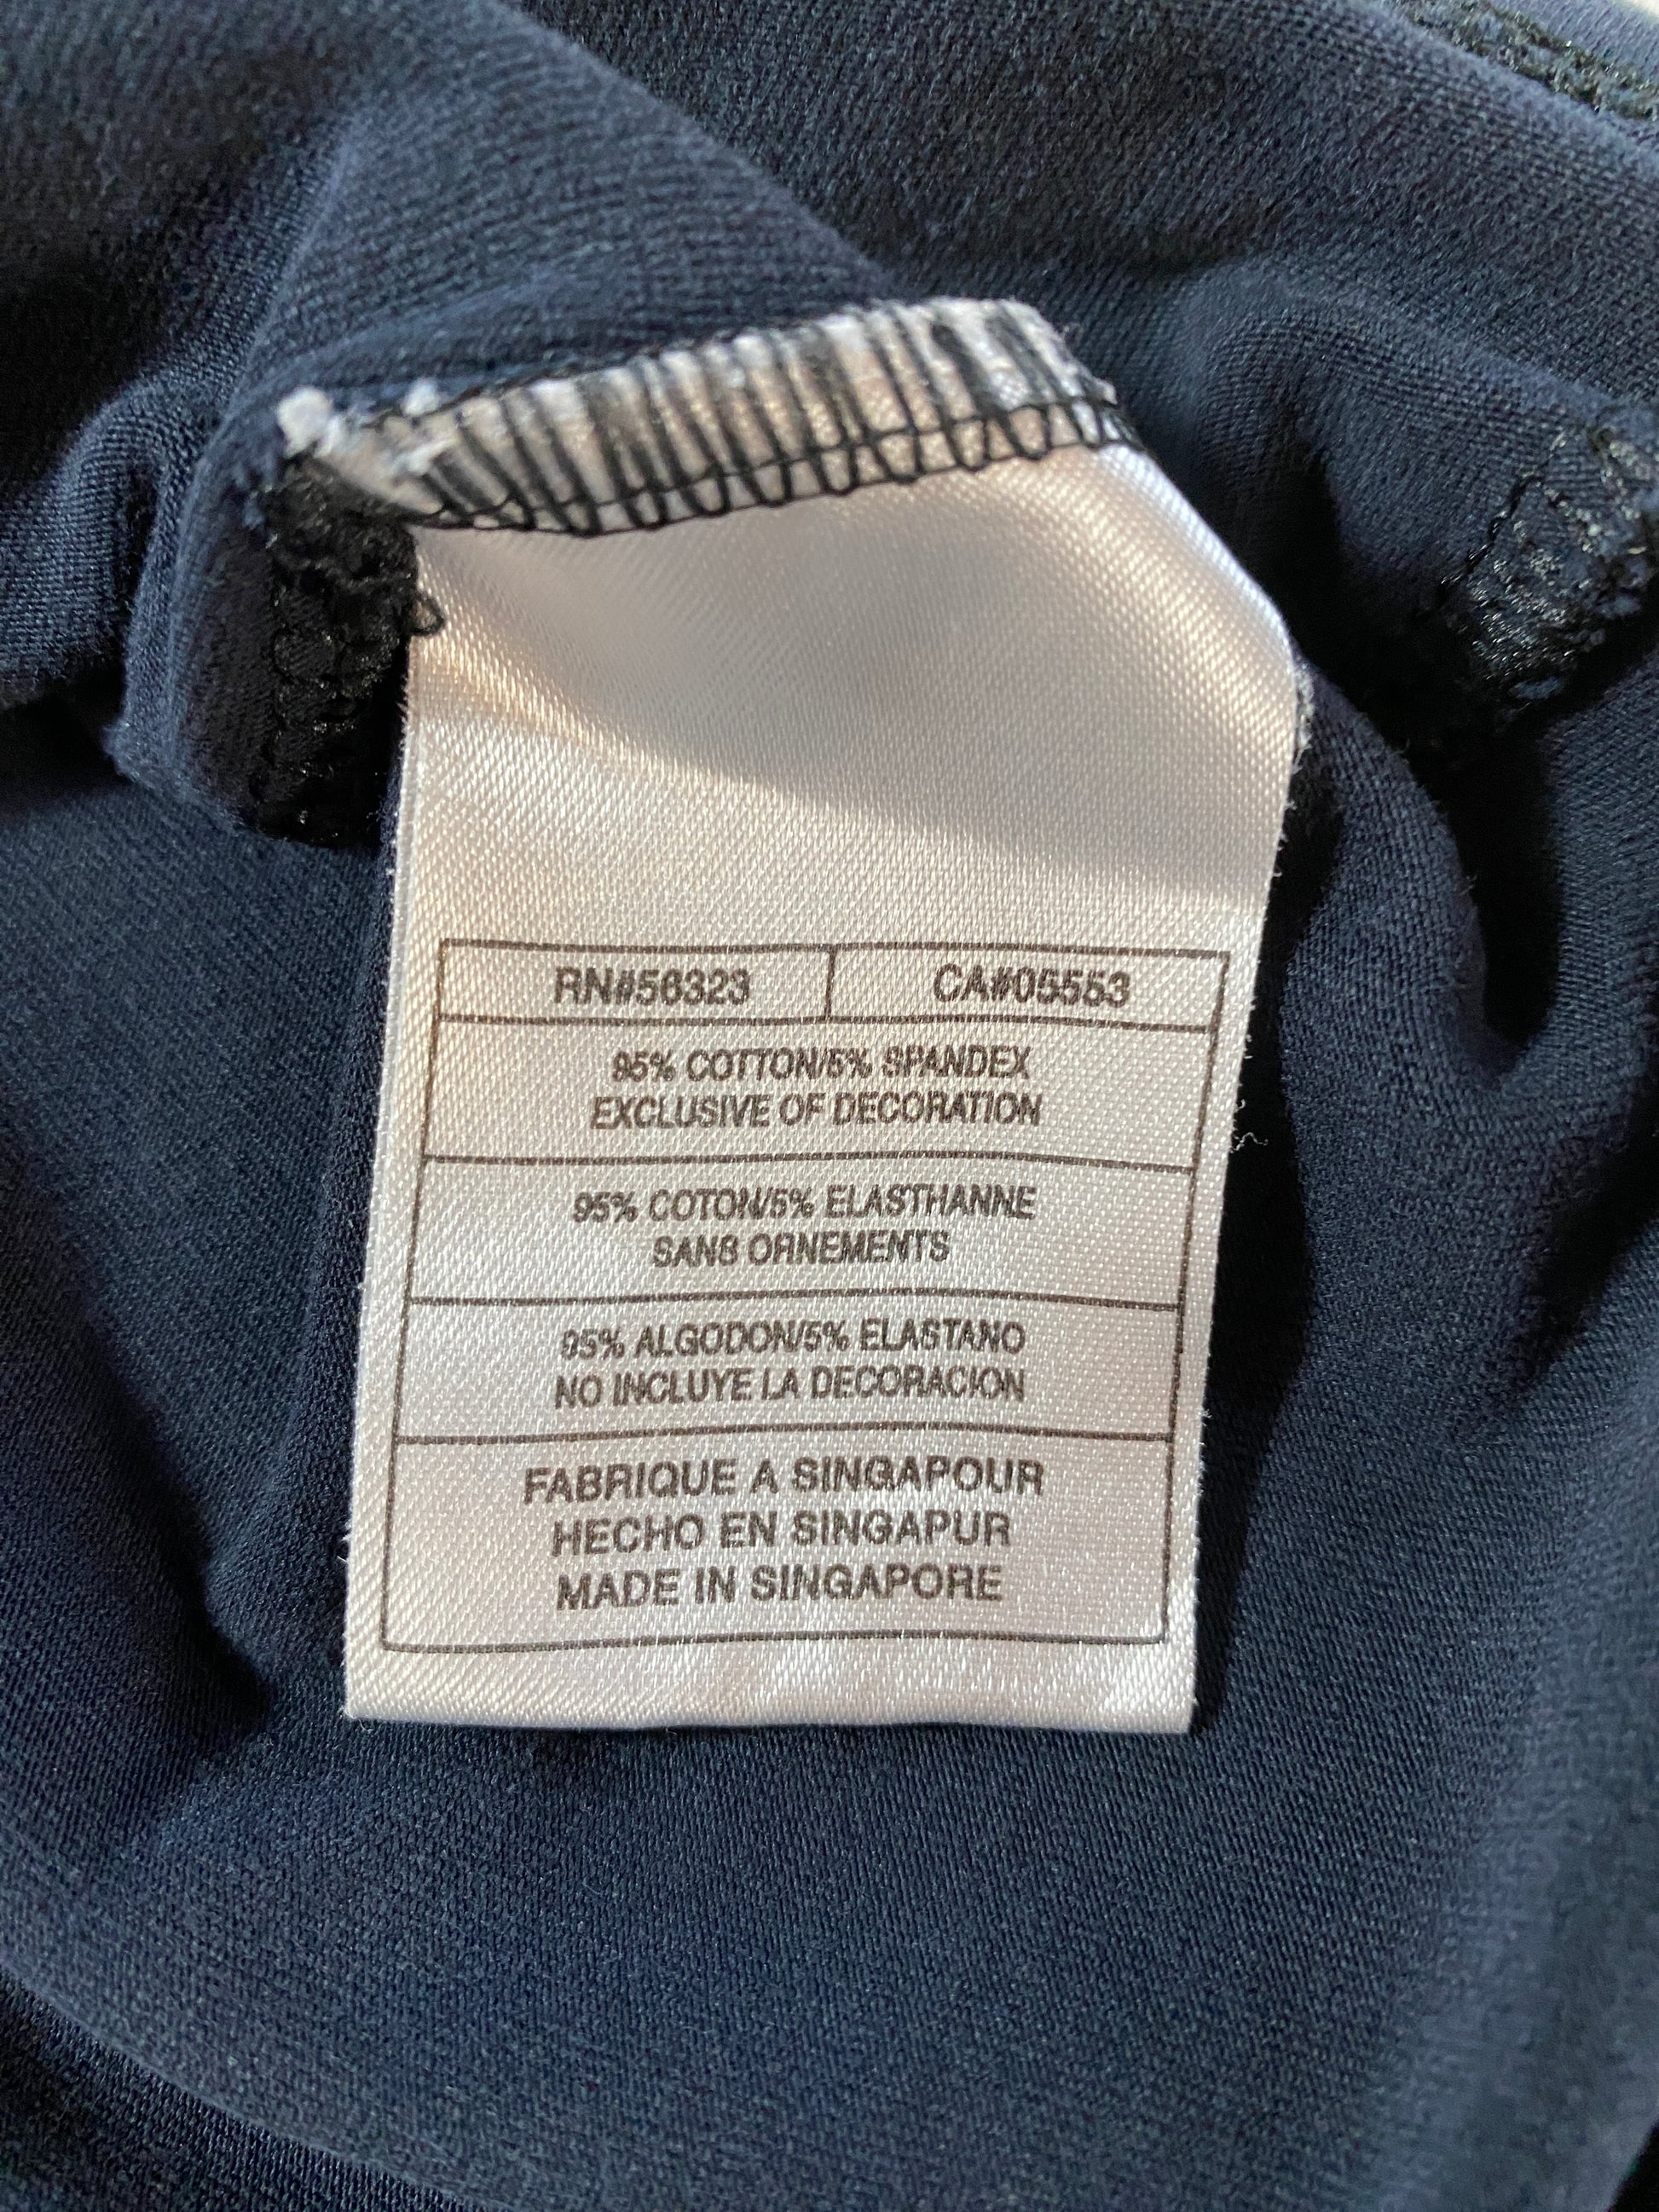 RN#56323 CA#05553
95% COTTON/5% SPANDEX
EXCLUSIVE OF DECORATION
95% COTON/5% ELASTHANNE
SANS ORNEMENTS
95% ALGODON/5% ELASTANO
NO INCLUYE LA DECORACION
FABRIQUE A SINGAPOUR
HECHO EN SINGAPUR
MADE IN SINGAPORE